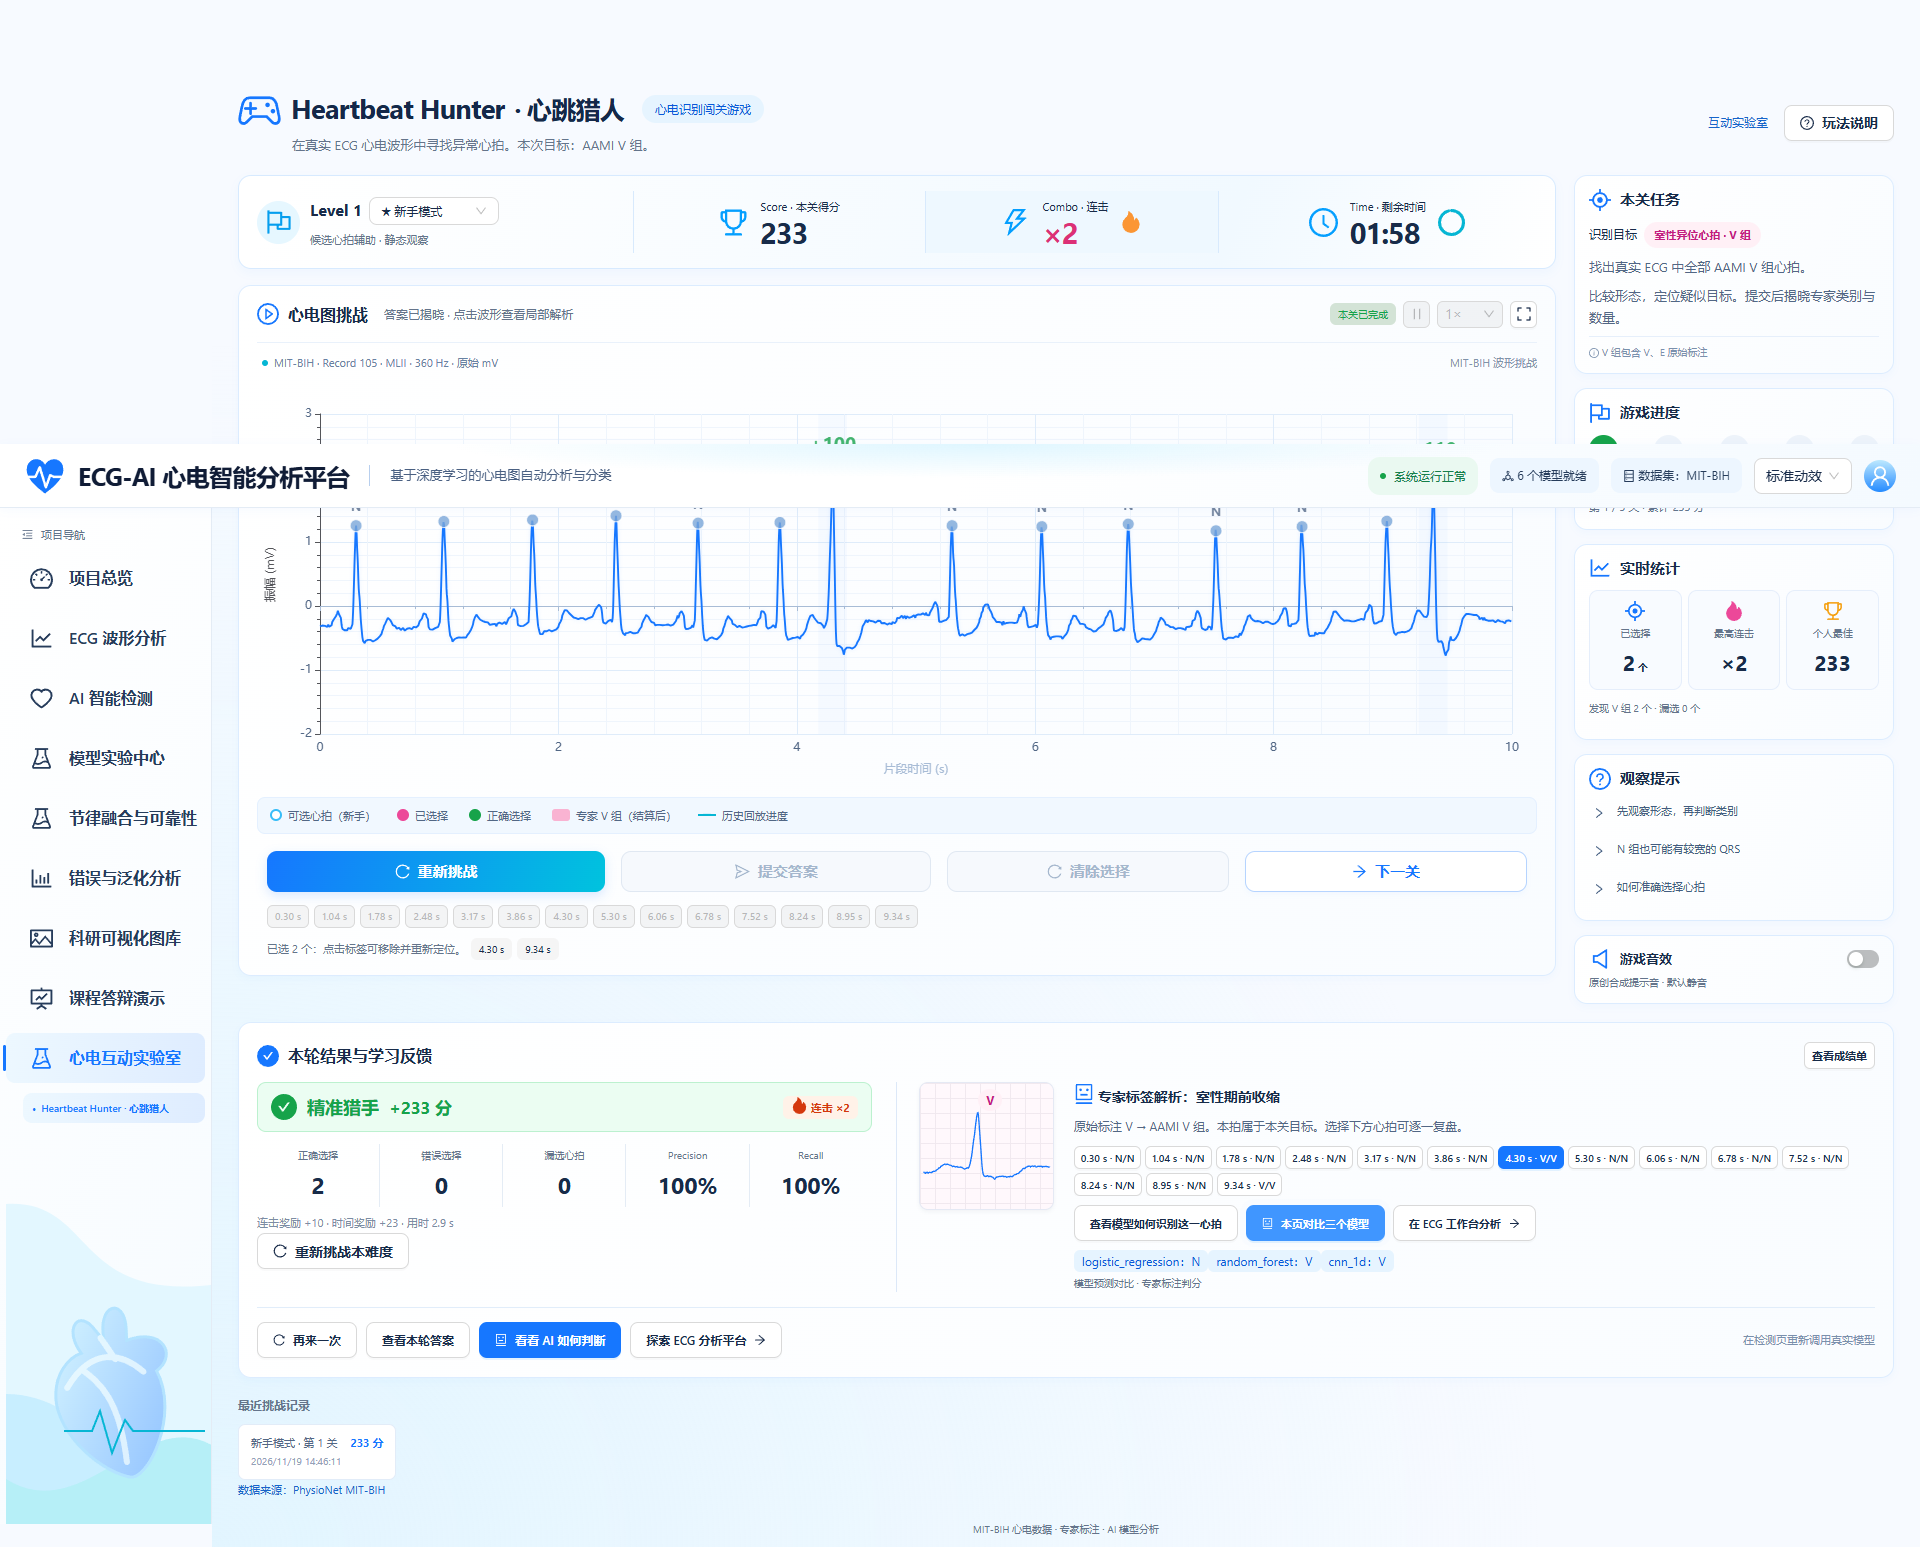 Heartbeat Hunter · 心跳猎人
心电识别闯关游戏
在真实 ECG 心电波形中寻找异常心拍。本次目标：AAMI V 组。
互动实验室
玩法说明
Level 1
★ 新手模式
候选心拍辅助 · 静态观察
Score · 本关得分
233
Combo · 连击
×2
Time · 剩余时间
01:58
心电图挑战
答案已揭晓 · 点击波形查看局部解析
本关已完成
1×
MIT-BIH · Record 105 · MLII · 360 Hz · 原始 mV
MIT-BIH 波形挑战
3
+100
ECG-AI 心电智能分析平台
基于深度学习的心电图自动分析与分类
系统运行正常
6 个模型就绪
数据集：MIT-BIH
标准动效
N
N
N
N
N
N
1
0
-1
-2
振幅 (mV)
0
2
4
6
8
10
片段时间 (s)
可选心拍（新手）
已选择
正确选择
专家 V 组（结算后）
历史回放进度
重新挑战
提交答案
清除选择
下一关
0.30 s
1.04 s
1.78 s
2.48 s
3.17 s
3.86 s
4.30 s
5.30 s
6.06 s
6.78 s
7.52 s
8.24 s
8.95 s
9.34 s
已选 2 个：点击标签可移除并重新定位。
4.30 s
9.34 s
本关任务
识别目标
室性异位心拍 · V 组
找出真实 ECG 中全部 AAMI V 组心拍。
比较形态，定位疑似目标。提交后揭晓专家类别与
数量。
V 组包含 V、E 原始标注
游戏进度
实时统计
已选择
2 个
最高连击
×2
个人最佳
233
发现 V 组 2 个 · 漏选 0 个
观察提示
先观察形态，再判断类别
N 组也可能有较宽的 QRS
如何准确选择心拍
游戏音效
原创合成提示音 · 默认静音
项目导航
项目总览
ECG 波形分析
AI 智能检测
模型实验中心
节律融合与可靠性
错误与泛化分析
科研可视化图库
课程答辩演示
心电互动实验室
Heartbeat Hunter · 心跳猎人
本轮结果与学习反馈
查看成绩单
精准猎手 +233 分
连击 ×2
正确选择
2
错误选择
0
漏选心拍
0
Precision
100%
Recall
100%
连击奖励 +10 · 时间奖励 +23 · 用时 2.9 s
重新挑战本难度
V
专家标签解析：室性期前收缩
原始标注 V → AAMI V 组。本拍属于本关目标。选择下方心拍可逐一复盘。
0.30 s · N/N
1.04 s · N/N
1.78 s · N/N
2.48 s · N/N
3.17 s · N/N
3.86 s · N/N
4.30 s · V/V
5.30 s · N/N
6.06 s · N/N
6.78 s · N/N
7.52 s · N/N
8.24 s · N/N
8.95 s · N/N
9.34 s · V/V
查看模型如何识别这一心拍
本页对比三个模型
在 ECG 工作台分析
logistic_regression：N
random_forest：V
cnn_1d：V
模型预测对比 · 专家标注判分
再来一次
查看本轮答案
看看 AI 如何判断
探索 ECG 分析平台
在检测页重新调用真实模型
最近挑战记录
新手模式 · 第 1 关
233 分
2026/11/19 14:46:11
数据来源：PhysioNet MIT-BIH
MIT-BIH 心电数据 · 专家标注 · AI 模型分析